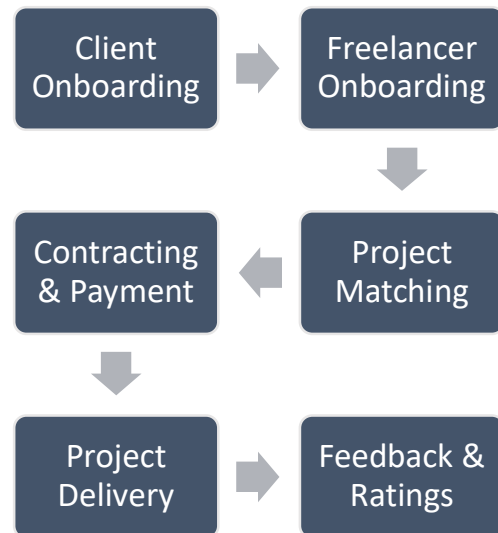 Client
Onboarding
Freelancer
Onboarding
Project
Matching
Contracting
& Payment
Project
Delivery
Feedback &
Ratings